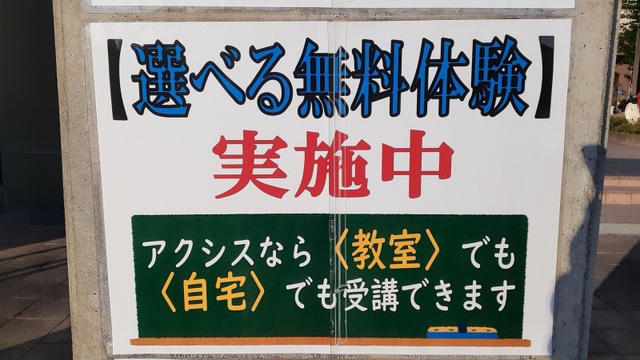 【選べる無料体験】
実施中
アクシスなら〈教室〉でも
〈自宅〉でも受講できます